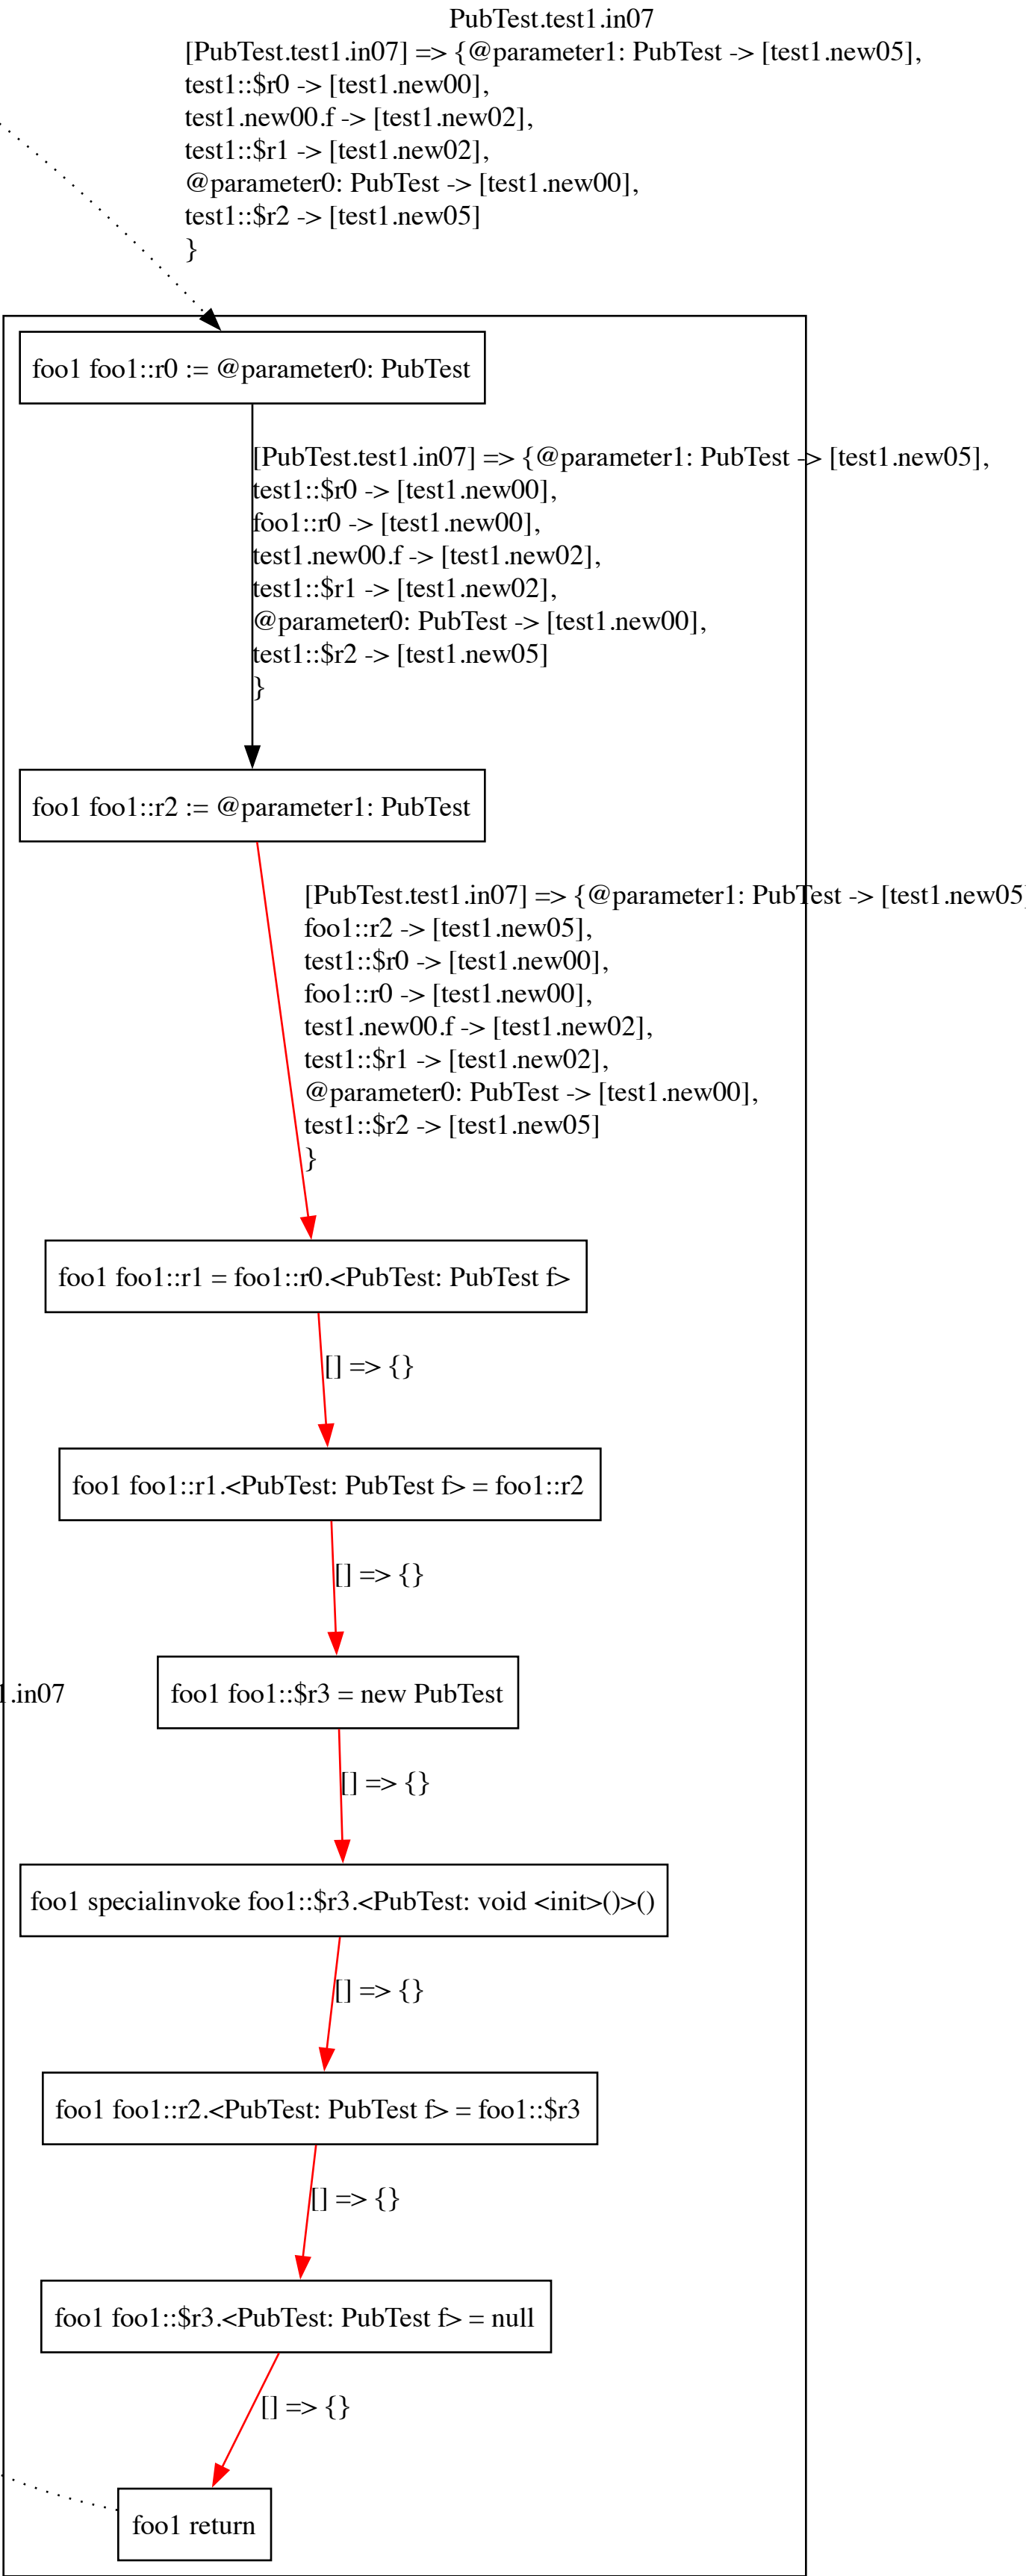 PubTest.test1.in07
[PubTest.test1.in07] => {@parameter1: PubTest -> [test1.new05],
test1::$r0 -> [test1.new00],
test1.new00.f -> [test1.new02],
test1::$r1 -> [test1.new02],
@parameter0: PubTest -> [test1.new00],
test1::$r2 -> [test1.new05]
}
foo1 foo1::r0 := @parameter0: PubTest
[PubTest.test1.in07] => {@parameter1: PubTest -> [test1.new05],
test1::$r0 -> [test1.new00],
foo1::r0 -> [test1.new00],
test1.new00.f -> [test1.new02],
test1::$r1 -> [test1.new02],
@parameter0: PubTest -> [test1.new00],
test1::$r2 -> [test1.new05]
}
foo1 foo1::r2 := @parameter1: PubTest
[PubTest.test1.in07] => {@parameter1: PubTest -> [test1.new05]
foo1::r2 -> [test1.new05],
test1::$r0 -> [test1.new00],
foo1::r0 -> [test1.new00],
test1.new00.f -> [test1.new02],
test1::$r1 -> [test1.new02],
@parameter0: PubTest -> [test1.new00],
test1::$r2 -> [test1.new05]
}
foo1 foo1::r1 = foo1::r0.<PubTest: PubTest f>
[] => {}
foo1 foo1::r1.<PubTest: PubTest f> = foo1::r2
[] => {}
1.in07
foo1 foo1::$r3 = new PubTest
[] => {}
foo1 specialinvoke foo1::$r3.<PubTest: void <init>()>()
[] => {}
foo1 foo1::r2.<PubTest: PubTest f> = foo1::$r3
[] => {}
foo1 foo1::$r3.<PubTest: PubTest f> = null
[] => {}
foo1 return